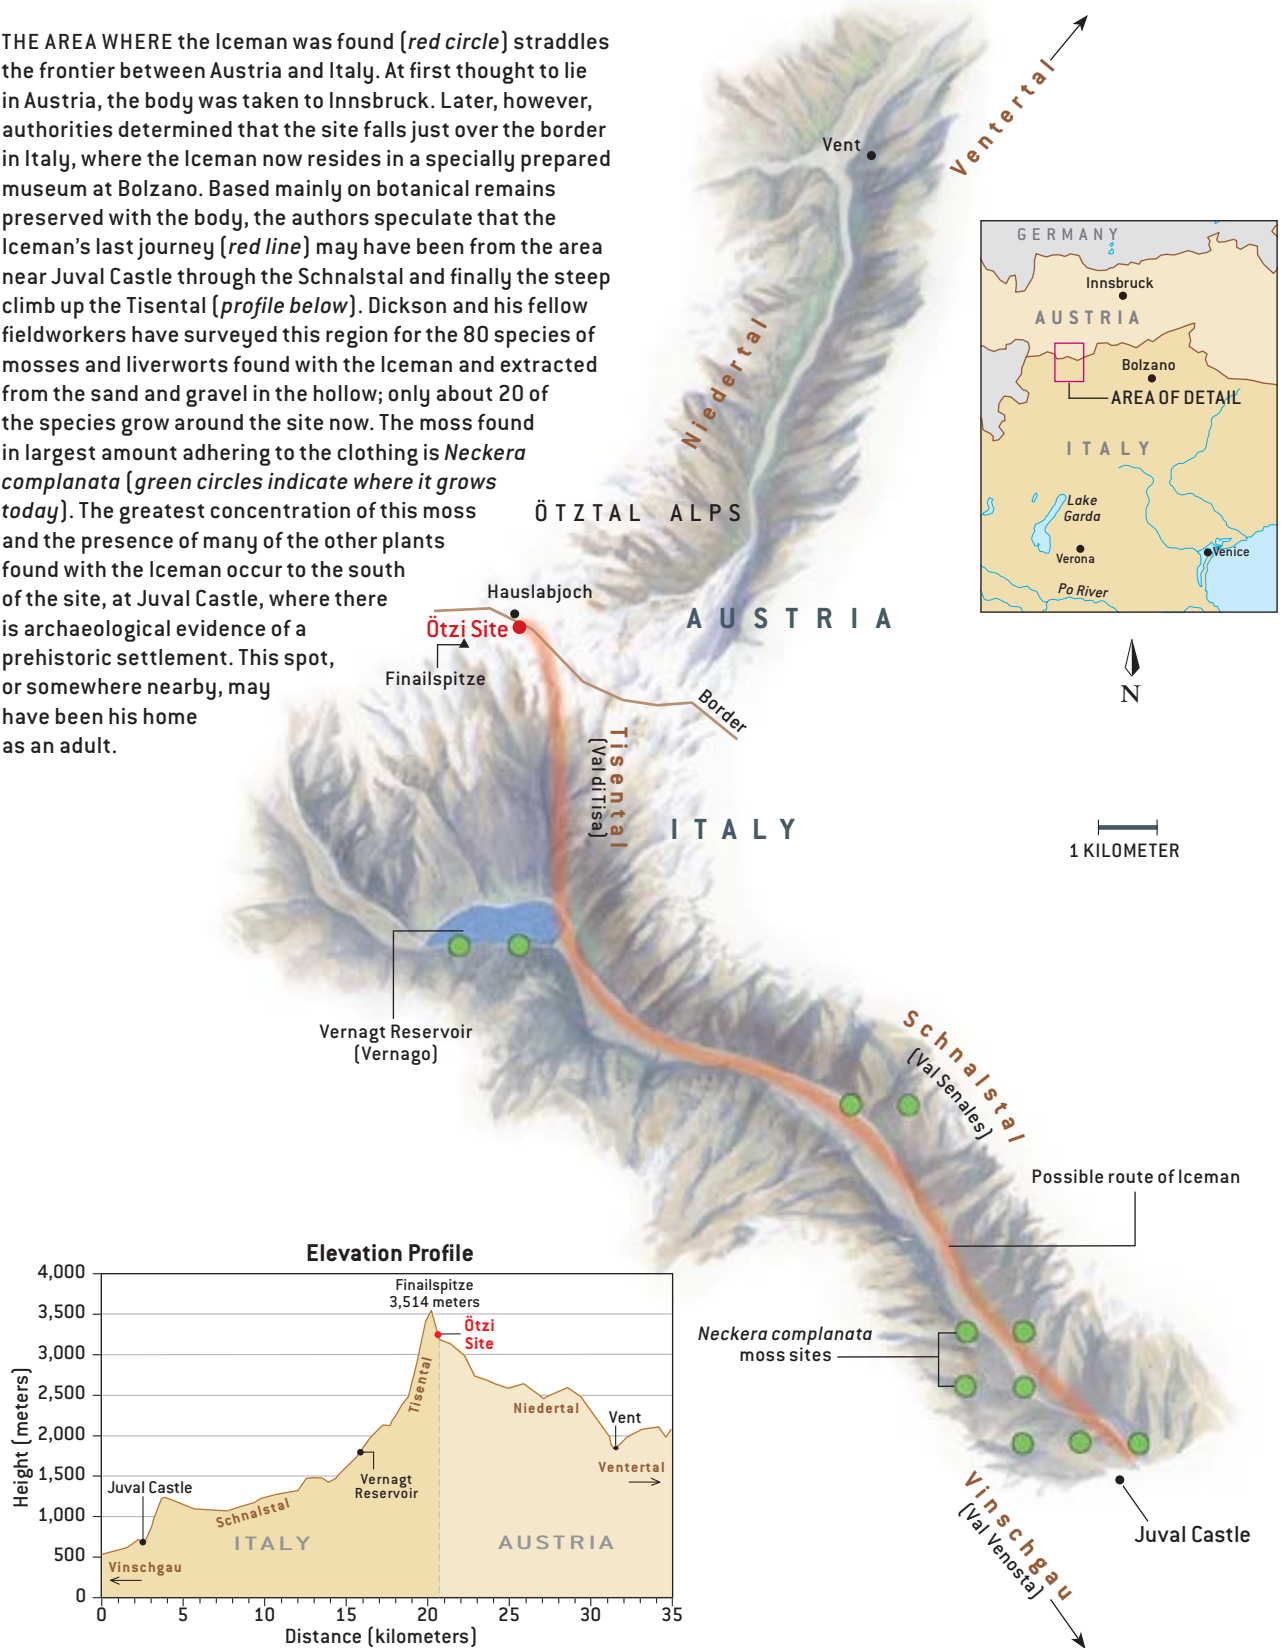 THE AREA WHERE the Iceman was found (red circle) straddles
the frontier between Austria and Italy. At first thought to lie
in Austria, the body was taken to Innsbruck. Later, however,
authorities determined that the site falls just over the border
in Italy, where the Iceman now resides in a specially prepared
museum at Bolzano. Based mainly on botanical remains
preserved with the body, the authors speculate that the
Iceman’s last journey (red line) may have been from the area
near Juval Castle through the Schnalstal and finally the steep
climb up the Tisental (profile below). Dickson and his fellow
fieldworkers have surveyed this region for the 80 species of
mosses and liverworts found with the Iceman and extracted
from the sand and gravel in the hollow; only about 20 of
the species grow around the site now. The moss found
in largest amount adhering to the clothing is Neckera
complanata (green circles indicate where it grows
today). The greatest concentration of this moss
and the presence of many of the other plants
found with the Iceman occur to the south
of the site, at Juval Castle, where there
is archaeological evidence of a
prehistoric settlement. This spot,
or somewhere nearby, may
have been his home
as an adult.
Ventertal
Vent
Niedertal
ÖTZTAL ALPS
AUSTRIA
Hauslabjoch
Ötzi Site
Finailspitze
Border
Tisental
(Val di Tisa)
ITALY
GERMANY
Innsbruck
AUSTRIA
Bolzano
AREA OF DETAIL
ITALY
Lake
Garda
Verona
Venice
Po River
N
1 KILOMETER
Vernagt Reservoir
(Vernago)
Schnalstal
(Val Senales)
Possible route of Iceman
Neckera complanata
moss sites
Juval Castle
Vinschgau
(Val Venosta)
Elevation Profile
Height (meters)
4,000
3,500
3,000
2,500
2,000
1,500
1,000
500
0
Finailspitze
3,514 meters
Ötzi
Site
Tisental
Niedertal
Vent
Ventertal
Vernagt
Reservoir
Juval Castle
Schnalstal
ITALY
AUSTRIA
Vinschgau
0 5 10 15 20 25 30 35
Distance (kilometers)